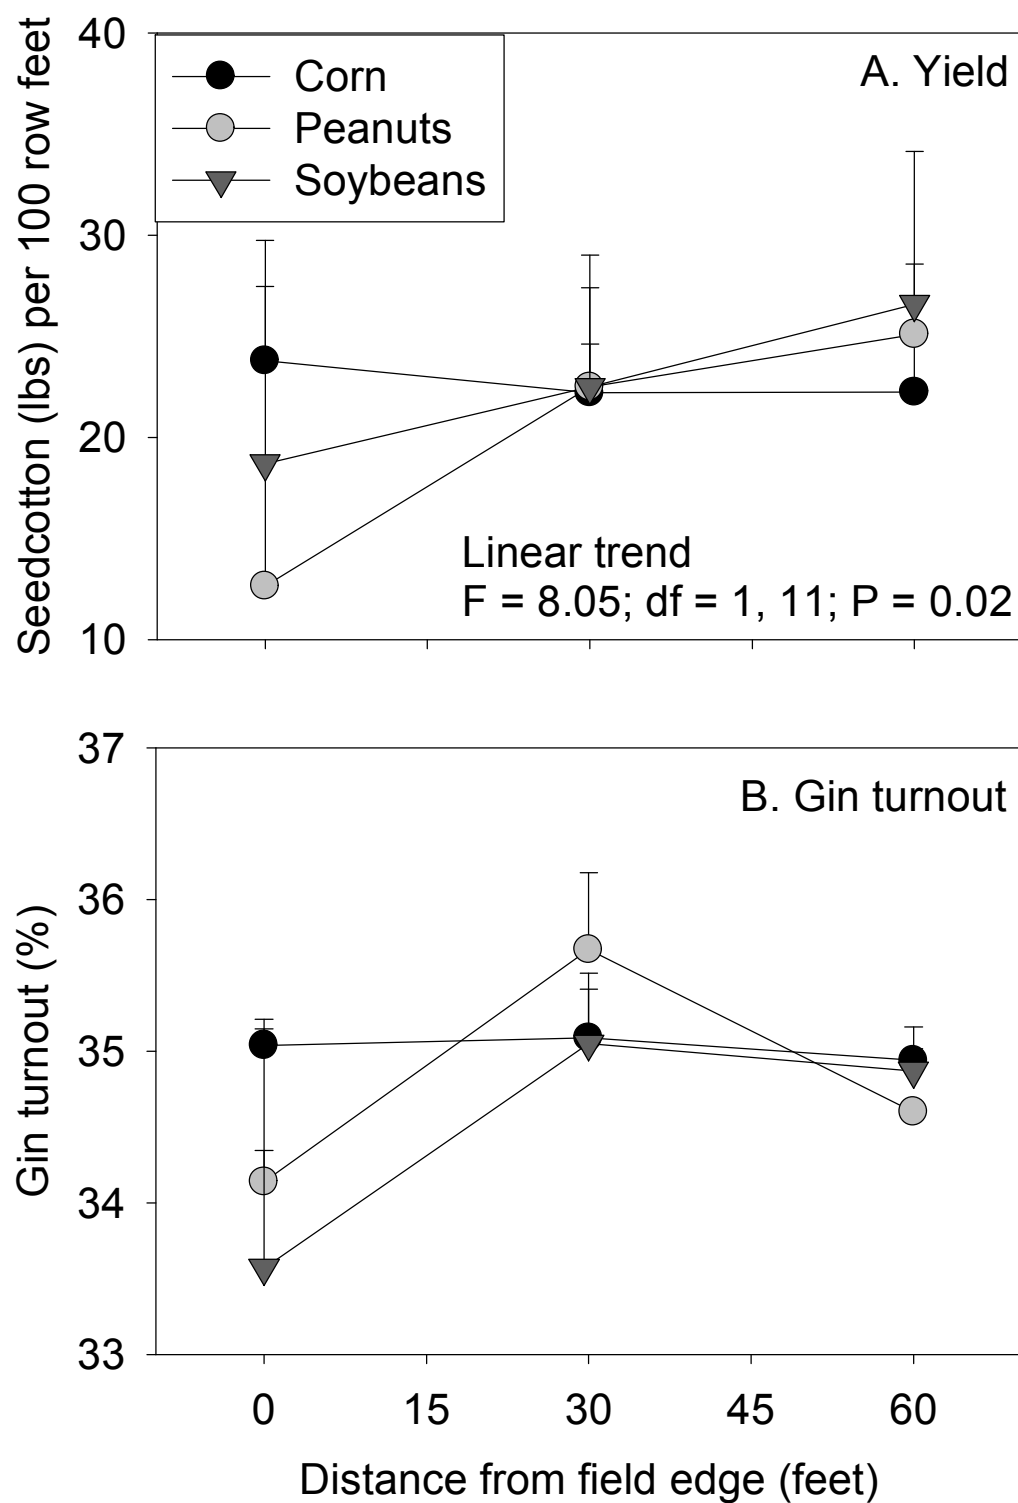 40
30
20
10
Seedcotton (lbs) per 100 row feet
Corn
Peanuts
Soybeans
A. Yield
Linear trend
F = 8.05; df = 1, 11; P = 0.02
37
36
35
34
33
Gin turnout (%)
B. Gin turnout
0 15 30 45 60
Distance from field edge (feet)